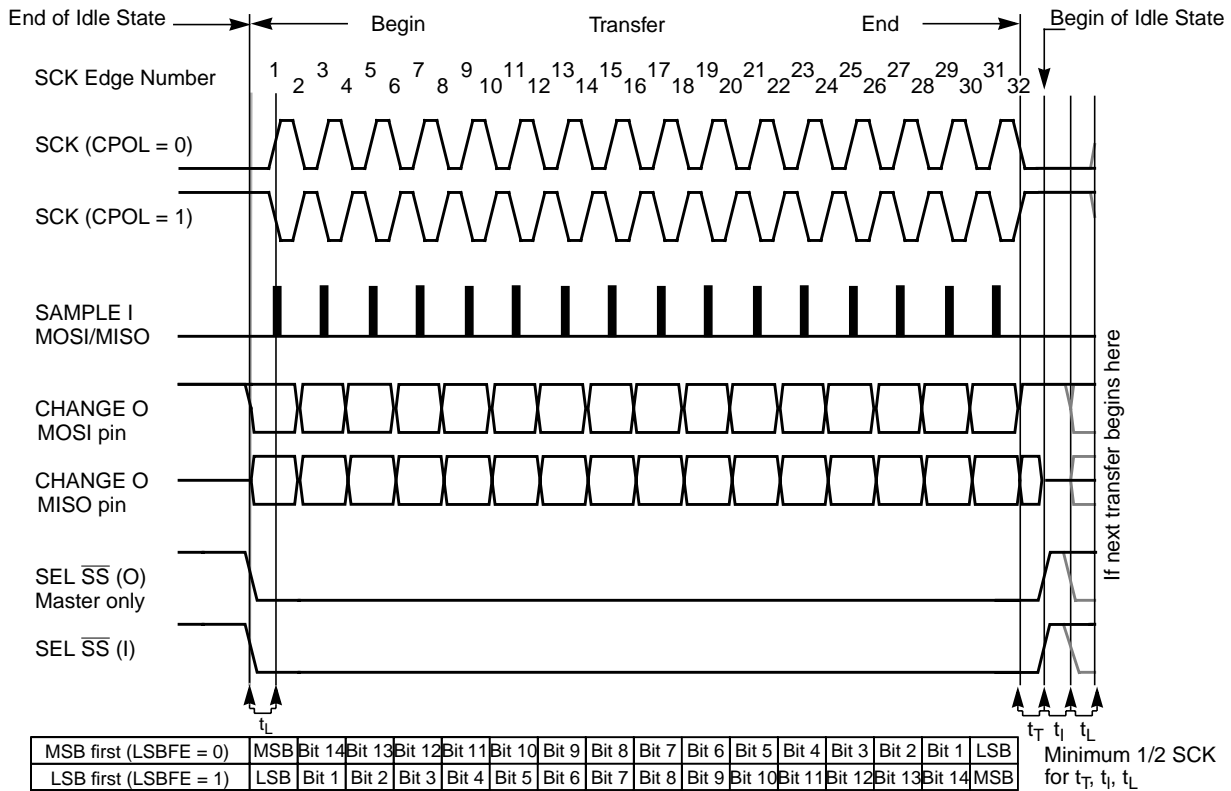 End of Idle State
Begin
Transfer
End
Begin of Idle State
SCK Edge Number
1 2 3 4 5 6 7 8 9 10 11 12 13 14 15 16 17 18 19 20 21 22 23 24 25 26 27 28 29 30 31 32
SCK (CPOL = 0)
SCK (CPOL = 1)
SAMPLE I
MOSI/MISO
CHANGE O
MOSI pin
CHANGE O
MISO pin
SEL S̅S̅ (O)
Master only
SEL S̅S̅ (I)
If next transfer begins here
tL
tT tI tL
MSB first (LSBFE = 0) MSB Bit 14 Bit 13 Bit 12 Bit 11 Bit 10 Bit 9 Bit 8 Bit 7 Bit 6 Bit 5 Bit 4 Bit 3 Bit 2 Bit 1 LSB
LSB first (LSBFE = 1) LSB Bit 1 Bit 2 Bit 3 Bit 4 Bit 5 Bit 6 Bit 7 Bit 8 Bit 9 Bit 10 Bit 11 Bit 12 Bit 13 Bit 14 MSB
Minimum 1/2 SCK
for tT, tI, tL